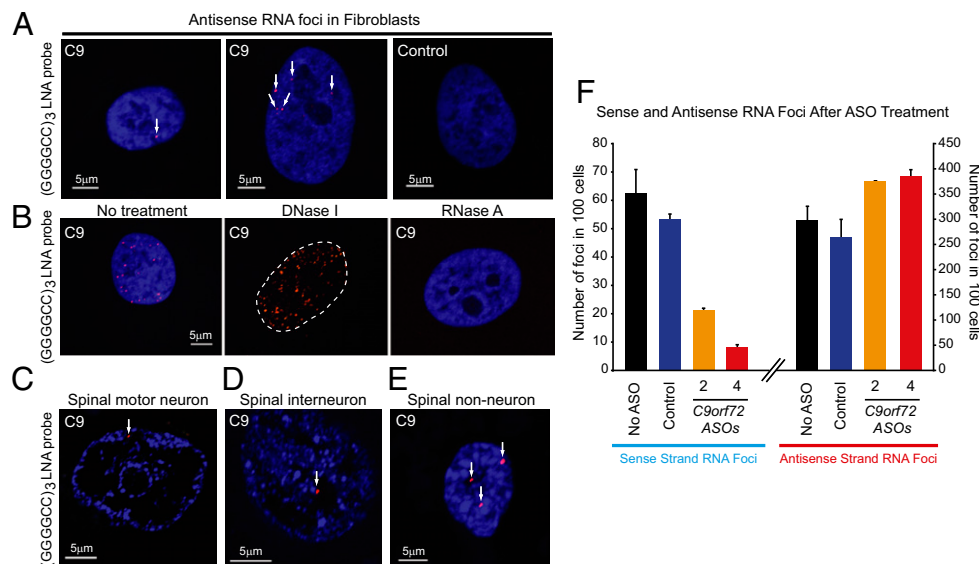 A
Antisense RNA foci in Fibroblasts
(GGGGCC)3 LNA probe
C9
5μm
C9
5μm
Control
5μm
B
No treatment
DNase I
RNase A
(GGGGCC)3 LNA probe
C9
5μm
C9
C9
C
Spinal motor neuron
D
Spinal interneuron
E
Spinal non-neuron
(GGGGCC)3 LNA probe
C9
5μm
C9
5μm
C9
5μm
F
Sense and Antisense RNA Foci After ASO Treatment
Number of foci in 100 cells
80
70
60
50
40
30
20
10
0
450
400
350
300
250
200
150
100
50
0
Number of foci in 100 cells
No ASO
Control
2
4
C9orf72
ASOs
No ASO
Control
2
4
C9orf72
ASOs
Sense Strand RNA Foci
Antisense Strand RNA Foci